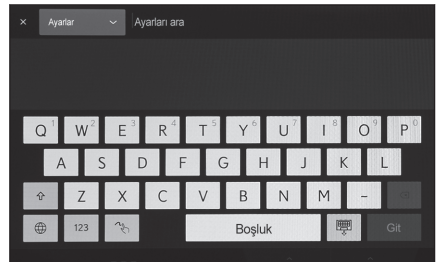 × Ayarlar Ayarları ara
Q 1 W 2 E 3 R 4 T 5 Y 6 U 7 I 8 O 9 P 0
A S D F G H J K L
Z X C V B N M -
123 Boşluk Git